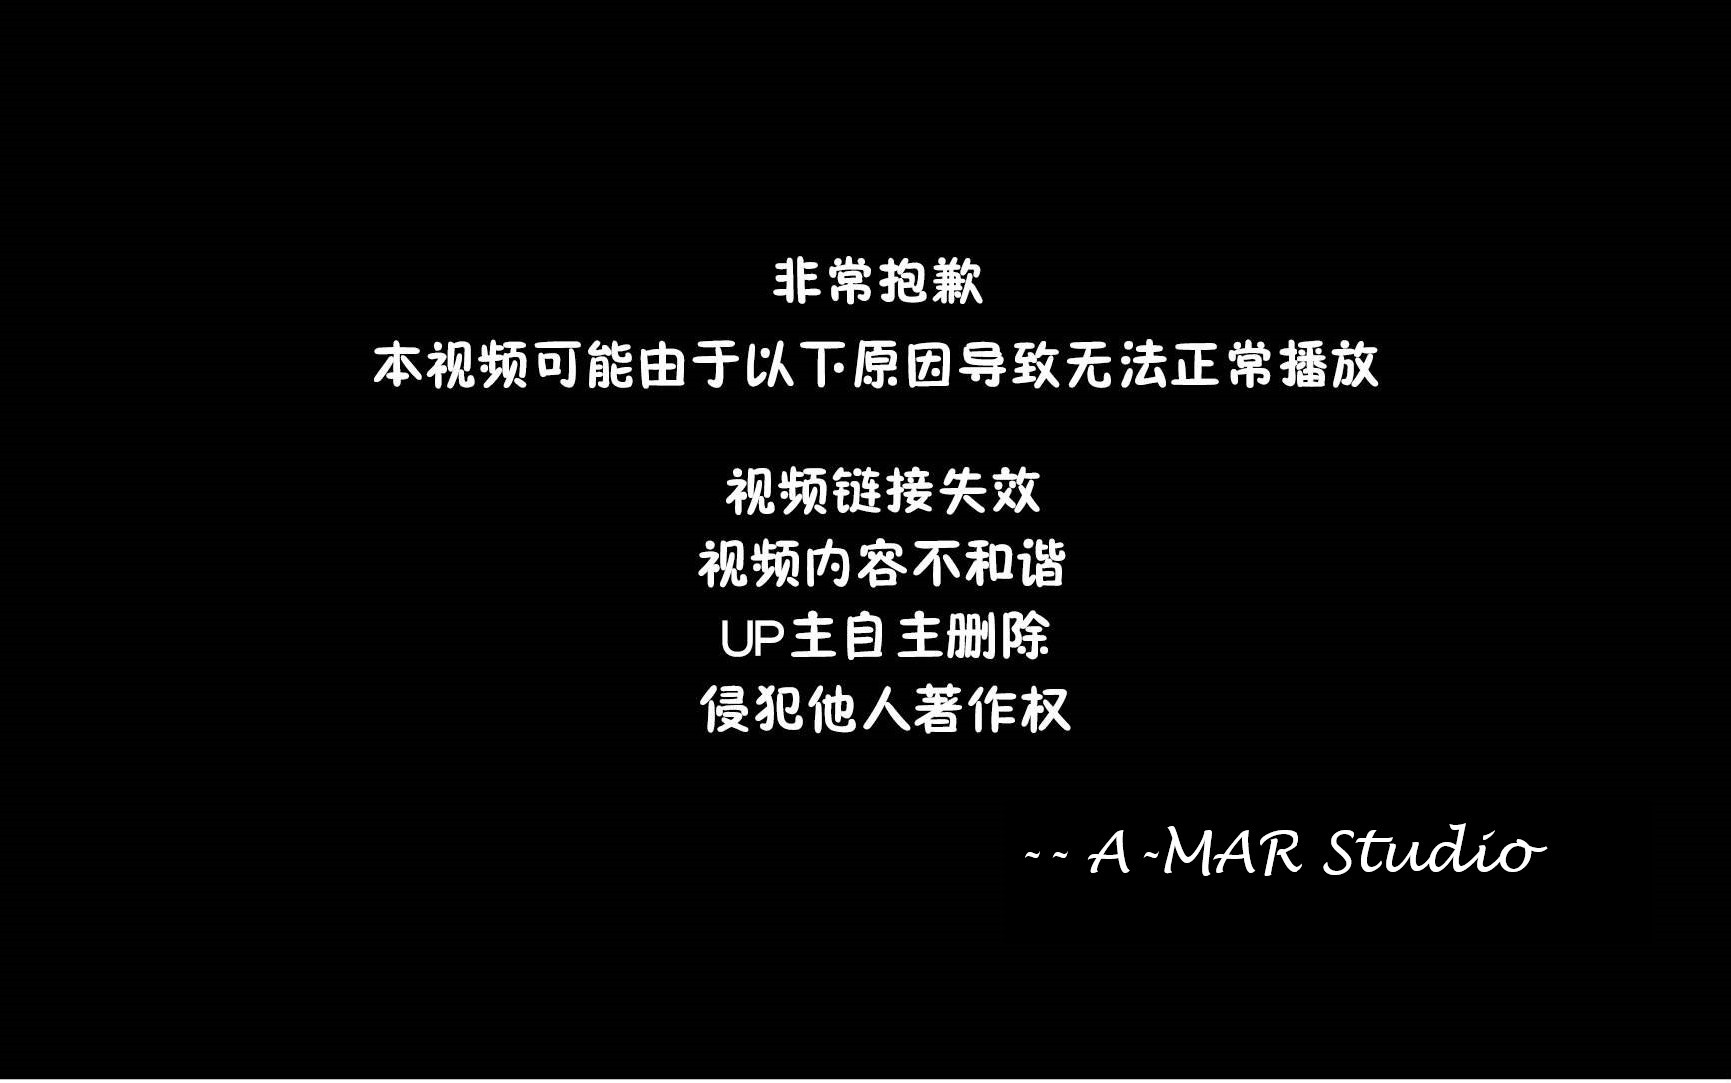 非常抱歉
本视频可能由于以下原因导致无法正常播放
视频链接失效
视频内容不和谐
UP主自主删除
侵犯他人著作权
-- A-MAR Studio